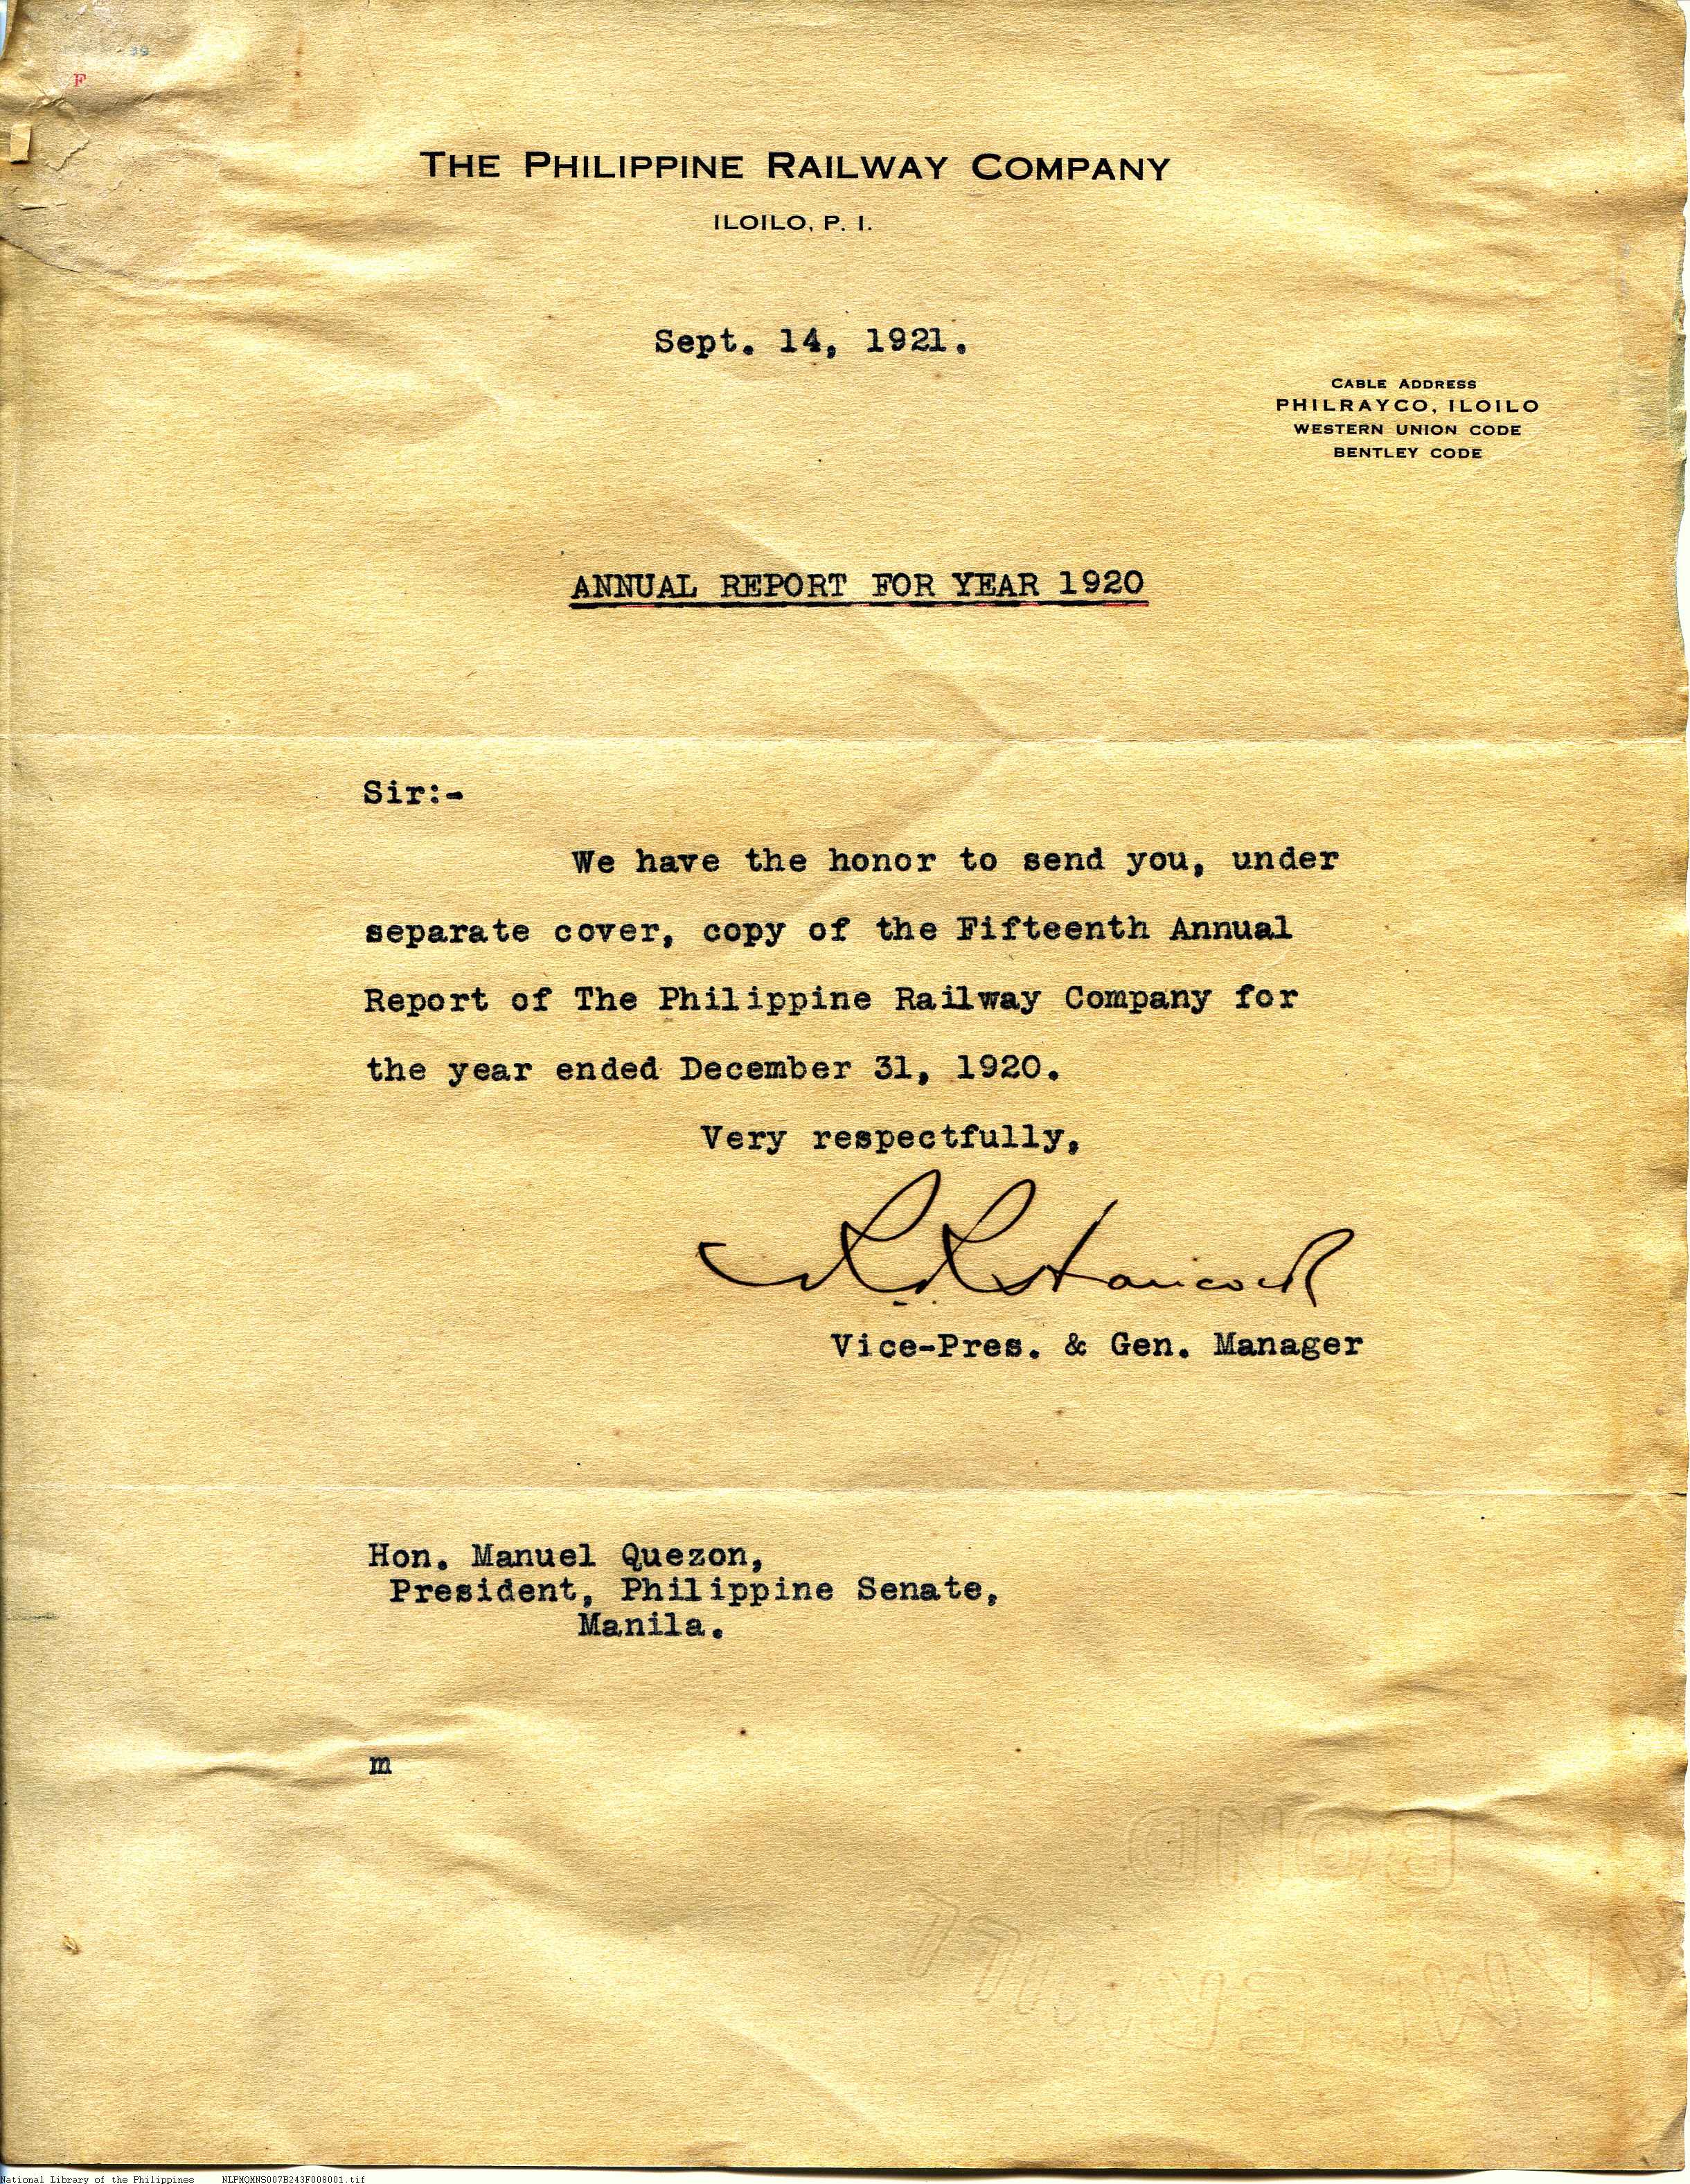 F
THE PHILIPPINE RAILWAY COMPANY
ILOILO, P. I.
Sept. 14, 1921.
CABLE ADDRESS
PHILRAYCO, ILOILO
WESTERN UNION CODE
BENTLEY CODE
ANNUAL REPORT FOR YEAR 1920
Sir:-
We have the honor to send you, under
separate cover, copy of the Fifteenth Annual
Report of The Philippine Railway Company for
the year ended December 31, 1920.
Very respectfully,
R R Hancock
Vice-Pres. & Gen. Manager
Hon. Manuel Quezon,
President, Philippine Senate,
Manila.
m
BOND
National Library of the Philippines NLPMQMNS007B243F008001.tif